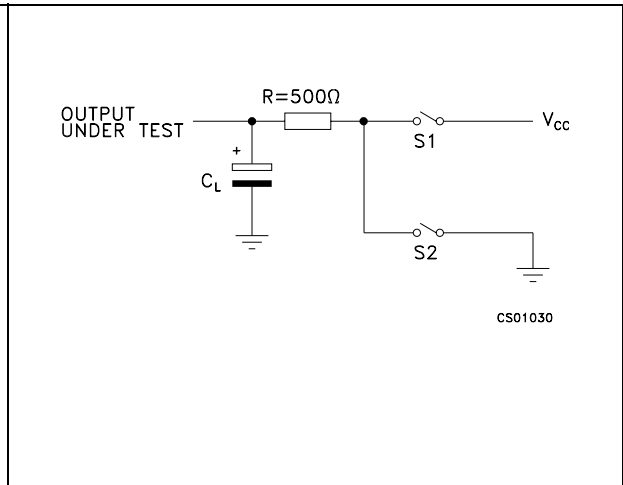 R=500Ω
OUTPUT
UNDER TEST
V_CC
S1
+
C_L
S2
CS01030